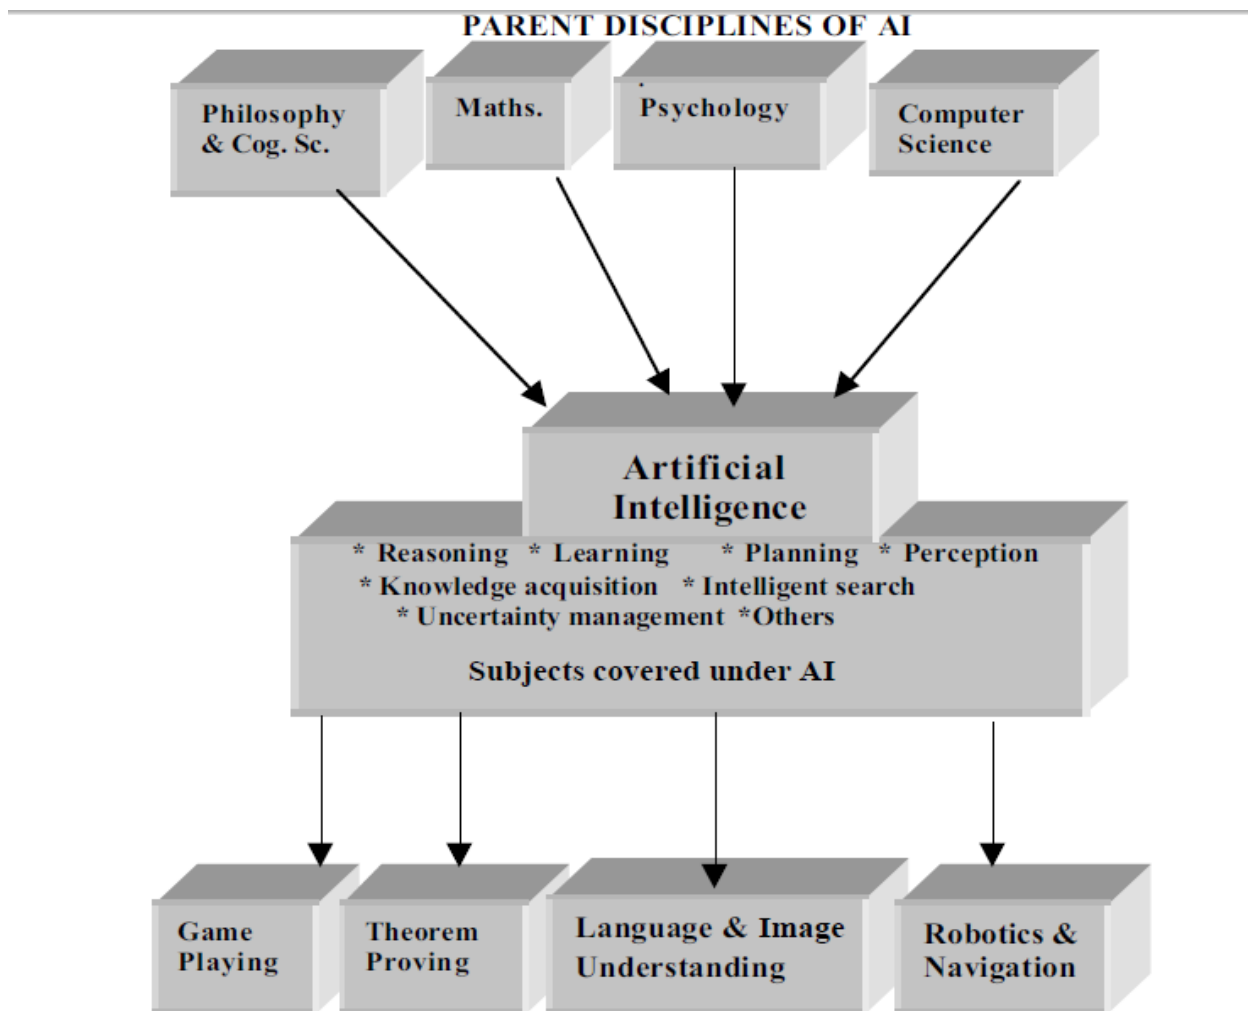 PARENT DISCIPLINES OF AI
Philosophy
& Cog. Sc.
Maths.
Psychology
Computer
Science
Artificial
Intelligence
* Reasoning * Learning * Planning * Perception
* Knowledge acquisition * Intelligent search
* Uncertainty management *Others
Subjects covered under AI
Game
Playing
Theorem
Proving
Language & Image
Understanding
Robotics &
Navigation